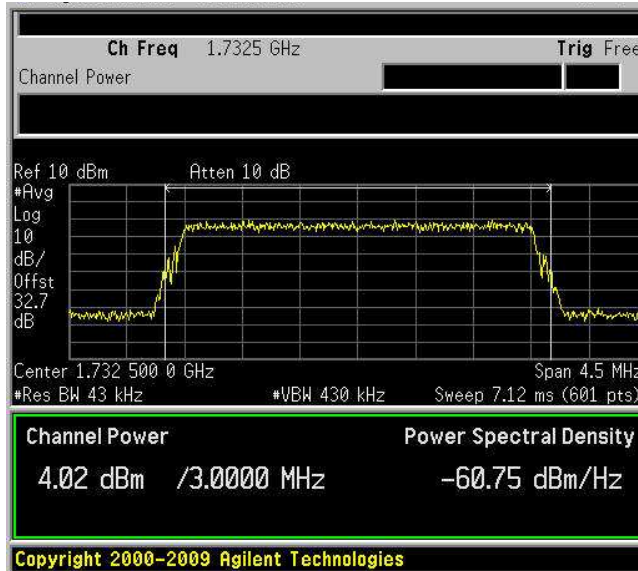 Ch Freq 1.7325 GHz Trig Free
Channel Power
Ref 10 dBm Atten 10 dB
#Avg
Log
10
dB/
Offst
32.7
dB
Center 1.732 500 0 GHz Span 4.5 MHz
#Res BW 43 kHz #VBW 430 kHz Sweep 7.12 ms (601 pts)
Channel Power Power Spectral Density
4.02 dBm /3.0000 MHz -60.75 dBm/Hz
Copyright 2000-2009 Agilent Technologies